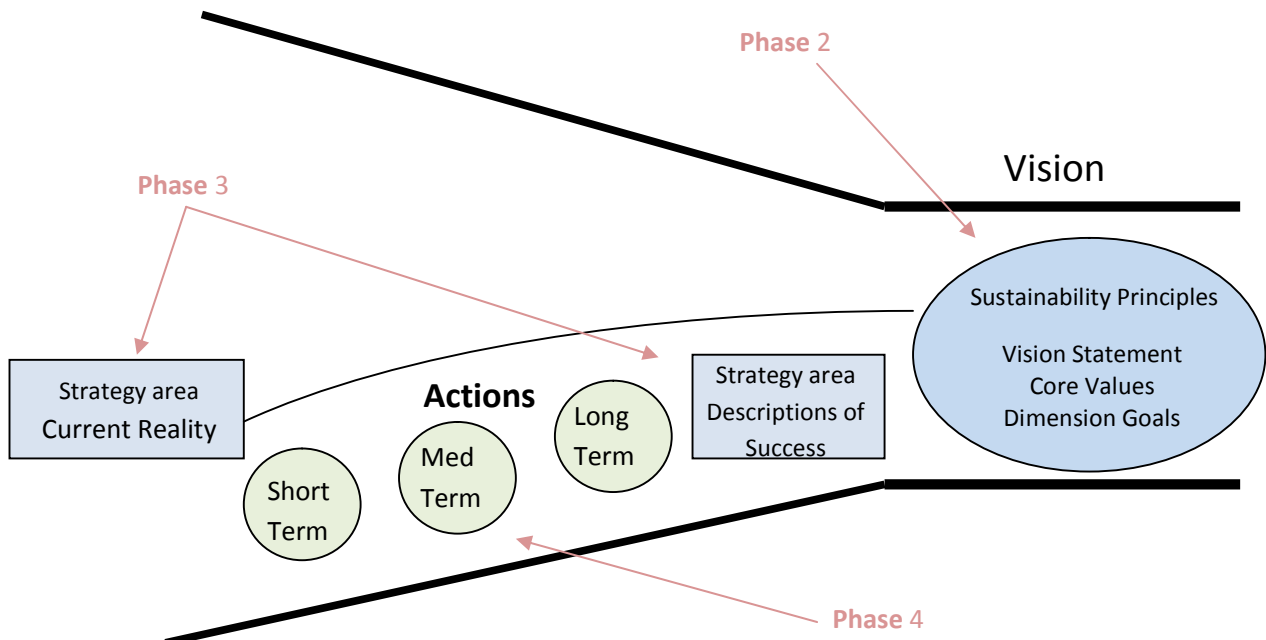 Phase 2
Vision
Phase 3
Sustainability Principles
Vision Statement
Core Values
Dimension Goals
Strategy area
Current Reality
Actions
Strategy area
Descriptions of
Success
Long
Term
Med
Term
Short
Term
Phase 4